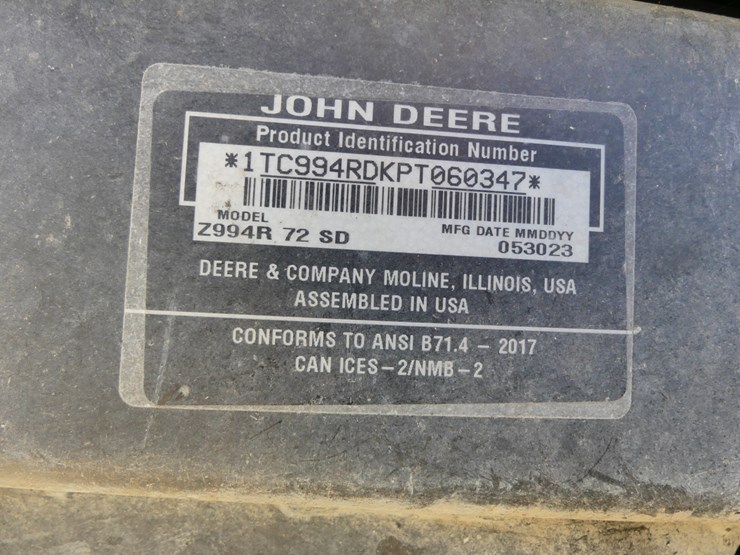 JOHN DEERE
Product Identification Number
*1TC994RDKPT060347*
MODEL
Z994R 72 SD
MFG DATE MMDDYY
053023
DEERE & COMPANY MOLINE, ILLINOIS, USA
ASSEMBLED IN USA
CONFORMS TO ANSI B71.4 – 2017
CAN ICES–2/NMB–2